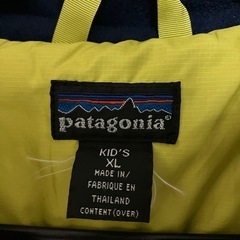 patagonia
KID'S
XL
MADE IN/
FABRIQUE EN
THAILAND
CONTENT (OVER)